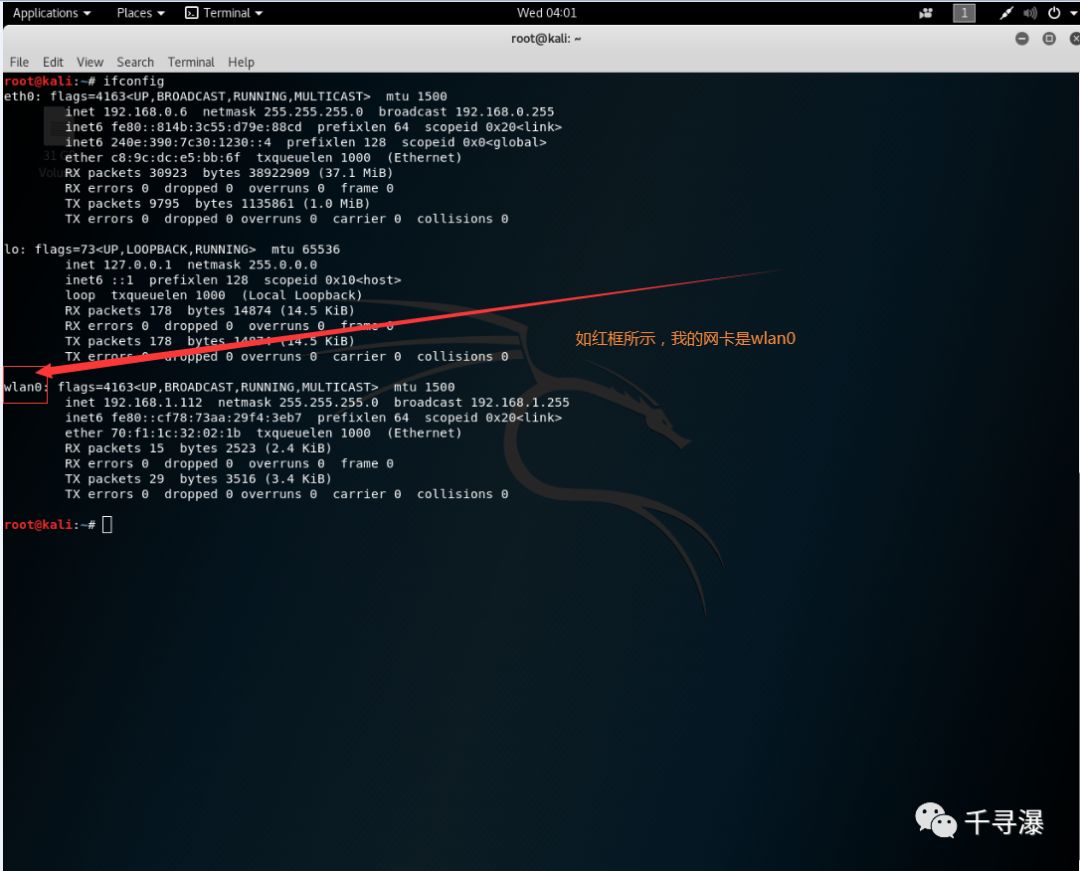 Applications Places Terminal Wed 04:01 1
root@kali: ~
File Edit View Search Terminal Help
root@kali:~# ifconfig
eth0: flags=4163<UP,BROADCAST,RUNNING,MULTICAST>  mtu 1500
inet 192.168.0.6  netmask 255.255.255.0  broadcast 192.168.0.255
inet6 fe80::814b:3c55:d79e:88cd  prefixlen 64  scopeid 0x20<link>
inet6 240e:390:7c30:1230::4  prefixlen 128  scopeid 0x0<global>
ether c8:9c:dc:e5:bb:6f  txqueuelen 1000  (Ethernet)
RX packets 30923  bytes 38922909 (37.1 MiB)
RX errors 0  dropped 0  overruns 0  frame 0
TX packets 9795  bytes 1135861 (1.0 MiB)
TX errors 0  dropped 0 overruns 0  carrier 0  collisions 0
lo: flags=73<UP,LOOPBACK,RUNNING>  mtu 65536
inet 127.0.0.1  netmask 255.0.0.0
inet6 ::1  prefixlen 128  scopeid 0x10<host>
loop  txqueuelen 1000  (Local Loopback)
RX packets 178  bytes 14874 (14.5 KiB)
RX errors 0  dropped 0  overruns 0  frame 0
TX packets 178  bytes 14874 (14.5 KiB)
TX errors 0  dropped 0 overruns 0  carrier 0  collisions 0
如红框所示，我的网卡是wlan0
wlan0: flags=4163<UP,BROADCAST,RUNNING,MULTICAST>  mtu 1500
inet 192.168.1.112  netmask 255.255.255.0  broadcast 192.168.1.255
inet6 fe80::cf78:73aa:29f4:3eb7  prefixlen 64  scopeid 0x20<link>
ether 70:f1:1c:32:02:1b  txqueuelen 1000  (Ethernet)
RX packets 15  bytes 2523 (2.4 KiB)
RX errors 0  dropped 0  overruns 0  frame 0
TX packets 29  bytes 3516 (3.4 KiB)
TX errors 0  dropped 0 overruns 0  carrier 0  collisions 0
root@kali:~#
千寻瀑